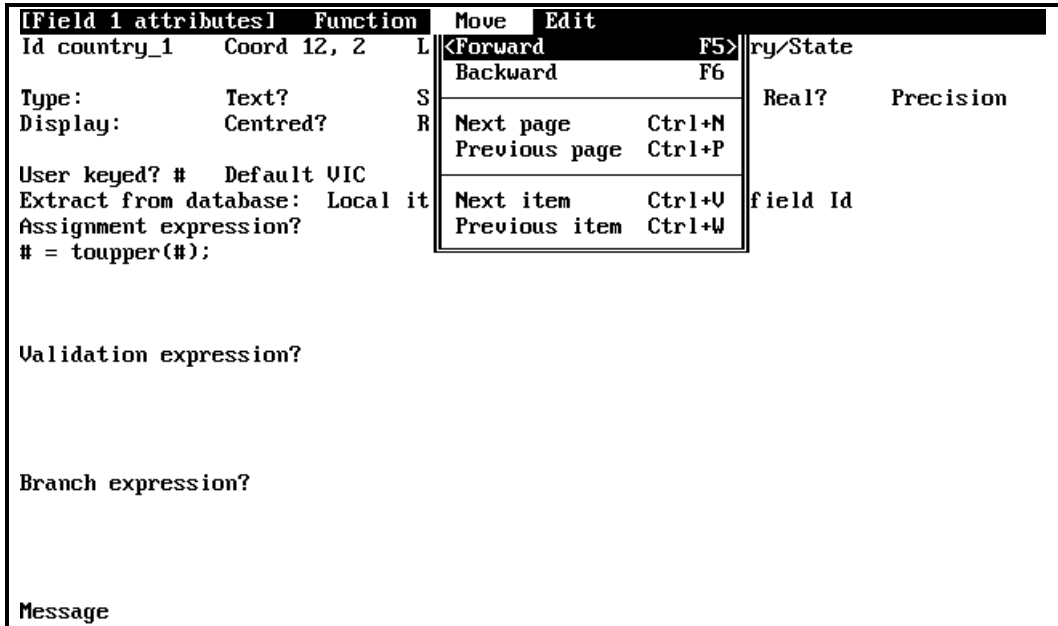 [Field 1 attributes] Function Move Edit
Id country_1 Coord 12, 2 L <Forward F5> ry/State
Backward F6
Type: Text? S Real? Precision
Display: Centred? R Next page Ctrl+N
Previous page Ctrl+P
User keyed? # Default VIC
Extract from database: Local it Next item Ctrl+V field Id
Assignment expression? Previous item Ctrl+W
# = toupper(#);
Validation expression?
Branch expression?
Message